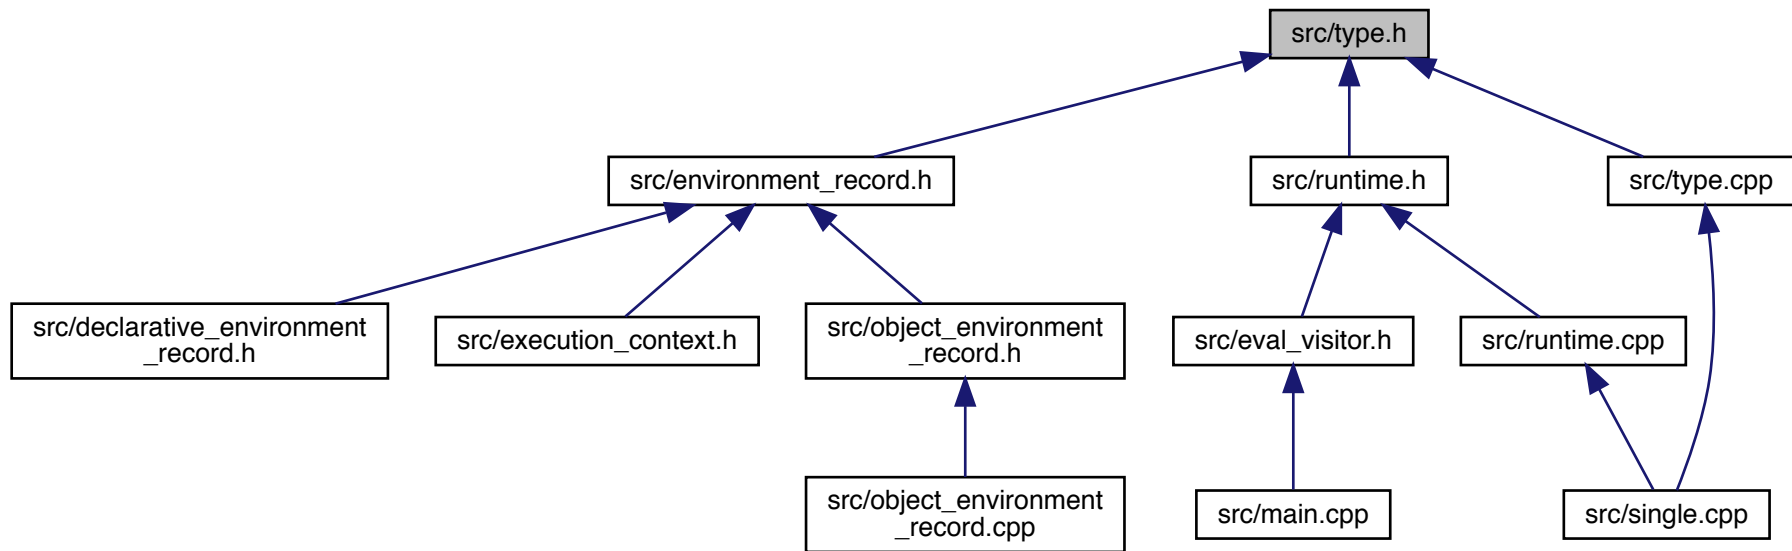 src/type.h
src/environment_record.h
src/runtime.h
src/type.cpp
src/declarative_environment
_record.h
src/execution_context.h
src/object_environment
_record.h
src/eval_visitor.h
src/runtime.cpp
src/object_environment
_record.cpp
src/main.cpp
src/single.cpp